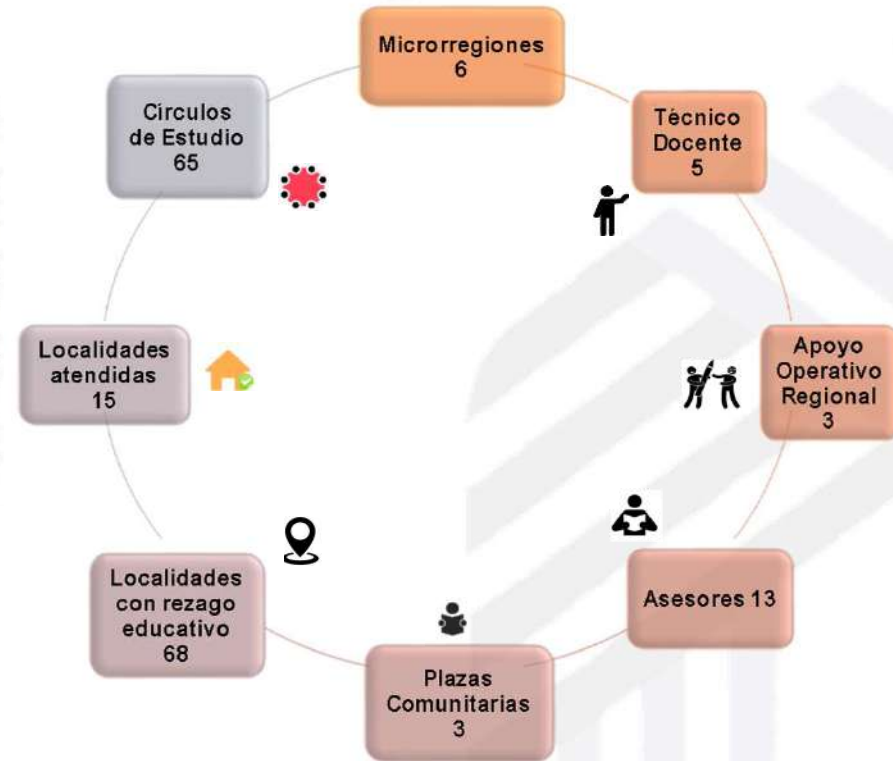 Microrregiones
6
Técnico
Docente
5
Apoyo
Operativo
Regional
3
Asesores 13
Plazas
Comunitarias
3
Localidades
con rezago
educativo
68
Localidades
atendidas
15
Círculos
de Estudio
65